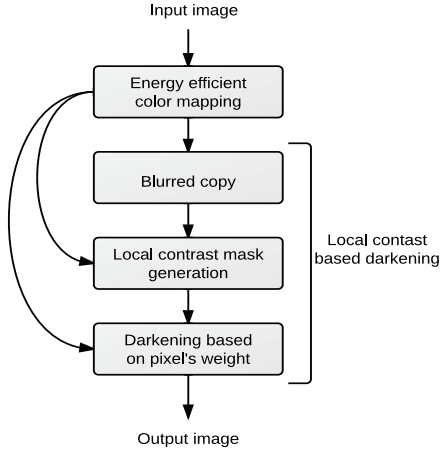 Input image
Energy efficient
color mapping
Blurred copy
Local contrast mask
generation
Local contast
based darkening
Darkening based
on pixel's weight
Output image